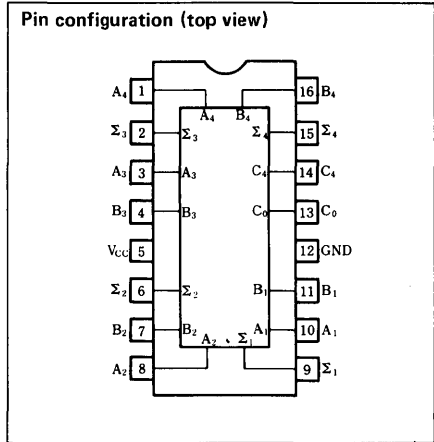 Pin configuration (top view)
A₄ 1 A₄ B₄ 16 B₄
Σ₃ 2 Σ₃ Σ₄ 15 Σ₄
A₃ 3 A₃ C₄ 14 C₄
B₃ 4 B₃ C₀ 13 C₀
V_CC 5 12 GND
Σ₂ 6 Σ₂ B₁ 11 B₁
B₂ 7 B₂ A₁ 10 A₁
A₂ 8 A₂ Σ₁ 9 Σ₁